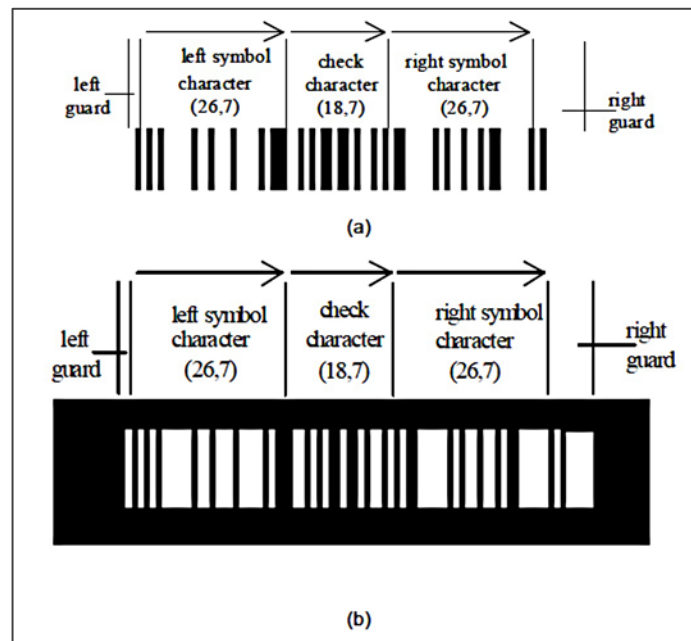 left symbol
check
right symbol
left
guard
character
character
character
right
guard
(26,7)
(18,7)
(26,7)
(a)
left
guard
left symbol
character
(26,7)
check
character
(18,7)
right symbol
character
(26,7)
right
guard
(b)